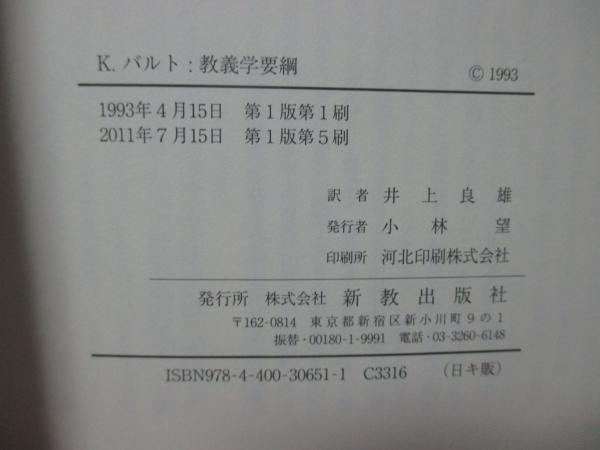 K. バルト：教義学要綱
© 1993
1993年4月15日 第1版第1刷
2011年7月15日 第1版第5刷
訳 者 井 上 良 雄
発行者 小 林 望
印刷所 河北印刷株式会社
発行所 株式会社 新 教 出 版 社
〒162-0814 東京都新宿区新小川町9の1
振替・00180-1-9991 電話・03-3260-6148
ISBN978-4-400-30651-1 C3316 （日キ販）